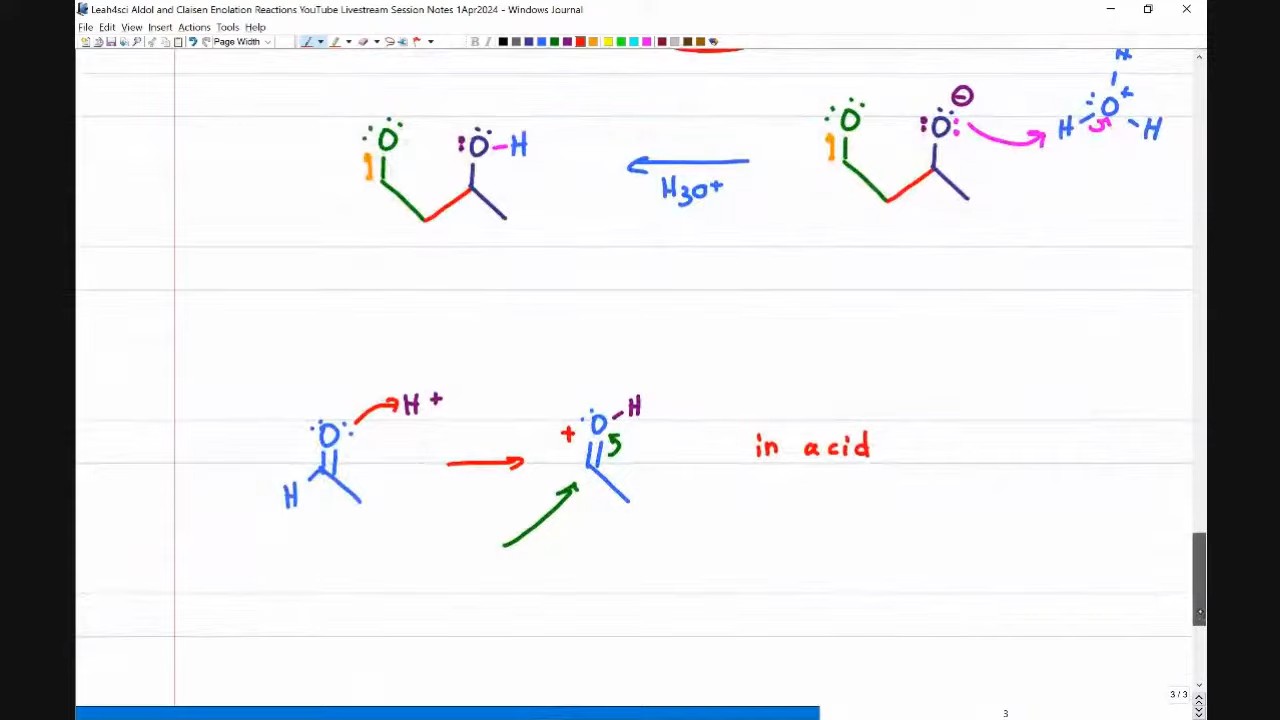 Leah4sci Aldol and Claisen Enolation Reactions YouTube Livestream Session Notes 1Apr2024 - Windows Journal
File Edit View Insert Actions Tools Help
Page Width
B I
H
O + H H
O O H
O O
H3O+
O H +
H
+ O H
in acid
3 / 3
3